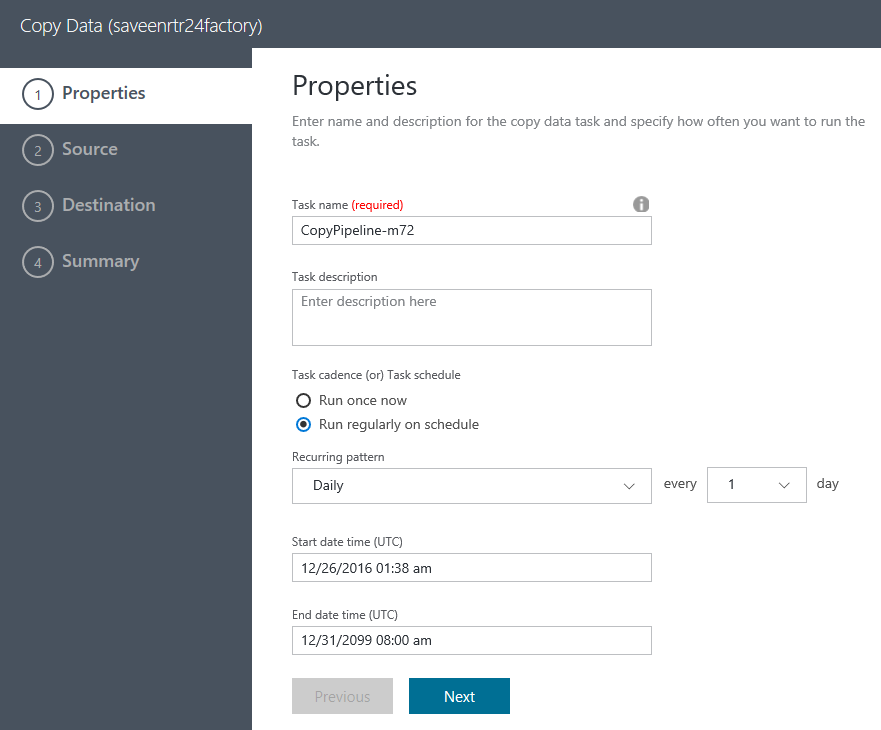 Copy Data (saveenrtr24factory)
1 Properties
2 Source
3 Destination
4 Summary
Properties
Enter name and description for the copy data task and specify how often you want to run the
task.
Task name (required)
CopyPipeline-m72
Task description
Enter description here
Task cadence (or) Task schedule
Run once now
Run regularly on schedule
Recurring pattern
Daily every 1 day
Start date time (UTC)
12/26/2016 01:38 am
End date time (UTC)
12/31/2099 08:00 am
Previous Next